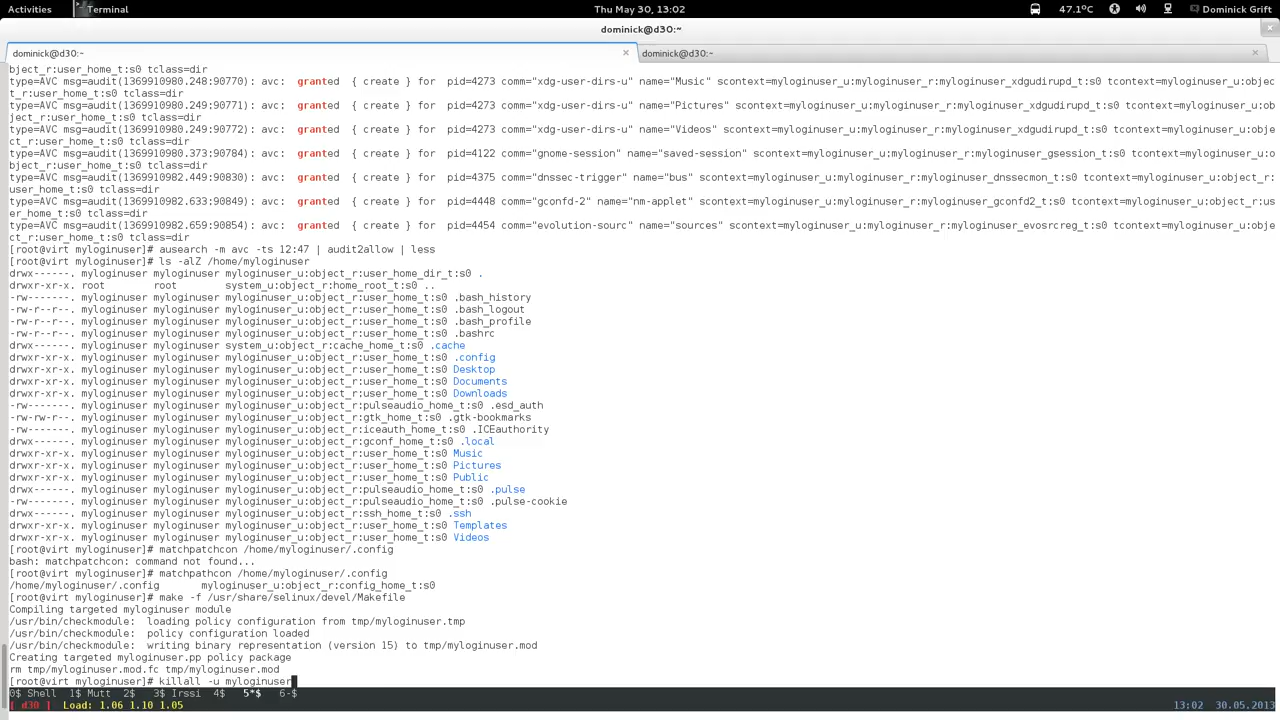 Activities Terminal Thu May 30, 13:02 47.1°C Dominick Grift
dominick@d30:~
dominick@d30:~ dominick@d30:~
bject_r:user_home_t:s0 tclass=dir
type=AVC msg=audit(1369910980.248:90770): avc:  granted  { create } for  pid=4273 comm="xdg-user-dirs-u" name="Music" scontext=myloginuser_u:myloginuser_r:myloginuser_xdgudirupd_t:s0 tcontext=myloginuser_u:objec
t_r:user_home_t:s0 tclass=dir
type=AVC msg=audit(1369910980.249:90771): avc:  granted  { create } for  pid=4273 comm="xdg-user-dirs-u" name="Pictures" scontext=myloginuser_u:myloginuser_r:myloginuser_xdgudirupd_t:s0 tcontext=myloginuser_u:ob
ject_r:user_home_t:s0 tclass=dir
type=AVC msg=audit(1369910980.249:90772): avc:  granted  { create } for  pid=4273 comm="xdg-user-dirs-u" name="Videos" scontext=myloginuser_u:myloginuser_r:myloginuser_xdgudirupd_t:s0 tcontext=myloginuser_u:obje
ct_r:user_home_t:s0 tclass=dir
type=AVC msg=audit(1369910980.373:90784): avc:  granted  { create } for  pid=4122 comm="gnome-session" name="saved-session" scontext=myloginuser_u:myloginuser_r:myloginuser_gsession_t:s0 tcontext=myloginuser_u:o
bject_r:user_home_t:s0 tclass=dir
type=AVC msg=audit(1369910982.449:90830): avc:  granted  { create } for  pid=4375 comm="dnssec-trigger" name="bus" scontext=myloginuser_u:myloginuser_r:myloginuser_dnssecmon_t:s0 tcontext=myloginuser_u:object_r:
user_home_t:s0 tclass=dir
type=AVC msg=audit(1369910982.633:90849): avc:  granted  { create } for  pid=4448 comm="gconfd-2" name="nm-applet" scontext=myloginuser_u:myloginuser_r:myloginuser_gconfd2_t:s0 tcontext=myloginuser_u:object_r:us
er_home_t:s0 tclass=dir
type=AVC msg=audit(1369910982.659:90854): avc:  granted  { create } for  pid=4454 comm="evolution-sourc" name="sources" scontext=myloginuser_u:myloginuser_r:myloginuser_evosrcreg_t:s0 tcontext=myloginuser_u:obje
ct_r:user_home_t:s0 tclass=dir
[root@virt myloginuser]# ausearch -m avc -ts 12:47 | audit2allow | less
[root@virt myloginuser]# ls -alZ /home/myloginuser
drwx------. myloginuser myloginuser myloginuser_u:object_r:user_home_dir_t:s0 .
drwxr-xr-x. root        root        system_u:object_r:home_root_t:s0 ..
-rw-------. myloginuser myloginuser myloginuser_u:object_r:user_home_t:s0 .bash_history
-rw-r--r--. myloginuser myloginuser myloginuser_u:object_r:user_home_t:s0 .bash_logout
-rw-r--r--. myloginuser myloginuser myloginuser_u:object_r:user_home_t:s0 .bash_profile
-rw-r--r--. myloginuser myloginuser myloginuser_u:object_r:user_home_t:s0 .bashrc
drwx------. myloginuser myloginuser system_u:object_r:cache_home_t:s0 .cache
drwxr-xr-x. myloginuser myloginuser myloginuser_u:object_r:user_home_t:s0 .config
drwxr-xr-x. myloginuser myloginuser myloginuser_u:object_r:user_home_t:s0 Desktop
drwxr-xr-x. myloginuser myloginuser myloginuser_u:object_r:user_home_t:s0 Documents
drwxr-xr-x. myloginuser myloginuser myloginuser_u:object_r:user_home_t:s0 Downloads
-rw-------. myloginuser myloginuser myloginuser_u:object_r:pulseaudio_home_t:s0 .esd_auth
-rw-rw-r--. myloginuser myloginuser myloginuser_u:object_r:gtk_home_t:s0 .gtk-bookmarks
-rw-------. myloginuser myloginuser myloginuser_u:object_r:iceauth_home_t:s0 .ICEauthority
drwx------. myloginuser myloginuser myloginuser_u:object_r:gconf_home_t:s0 .local
drwxr-xr-x. myloginuser myloginuser myloginuser_u:object_r:user_home_t:s0 Music
drwxr-xr-x. myloginuser myloginuser myloginuser_u:object_r:user_home_t:s0 Pictures
drwxr-xr-x. myloginuser myloginuser myloginuser_u:object_r:user_home_t:s0 Public
drwx------. myloginuser myloginuser myloginuser_u:object_r:pulseaudio_home_t:s0 .pulse
-rw-------. myloginuser myloginuser myloginuser_u:object_r:pulseaudio_home_t:s0 .pulse-cookie
drwx------. myloginuser myloginuser myloginuser_u:object_r:ssh_home_t:s0 .ssh
drwxr-xr-x. myloginuser myloginuser myloginuser_u:object_r:user_home_t:s0 Templates
drwxr-xr-x. myloginuser myloginuser myloginuser_u:object_r:user_home_t:s0 Videos
[root@virt myloginuser]# matchpatchcon /home/myloginuser/.config
bash: matchpatchcon: command not found...
[root@virt myloginuser]# matchpathcon /home/myloginuser/.config
/home/myloginuser/.config       myloginuser_u:object_r:config_home_t:s0
[root@virt myloginuser]# make -f /usr/share/selinux/devel/Makefile
Compiling targeted myloginuser module
/usr/bin/checkmodule:  loading policy configuration from tmp/myloginuser.tmp
/usr/bin/checkmodule:  policy configuration loaded
/usr/bin/checkmodule:  writing binary representation (version 15) to tmp/myloginuser.mod
Creating targeted myloginuser.pp policy package
rm tmp/myloginuser.mod.fc tmp/myloginuser.mod
[root@virt myloginuser]# killall -u myloginuser
0$ Shell  1$ Mutt  2$   3$ Irssi  4$   5*$   6-$
[ d30 ] Load: 1.06 1.10 1.05 13:02 30.05.2013